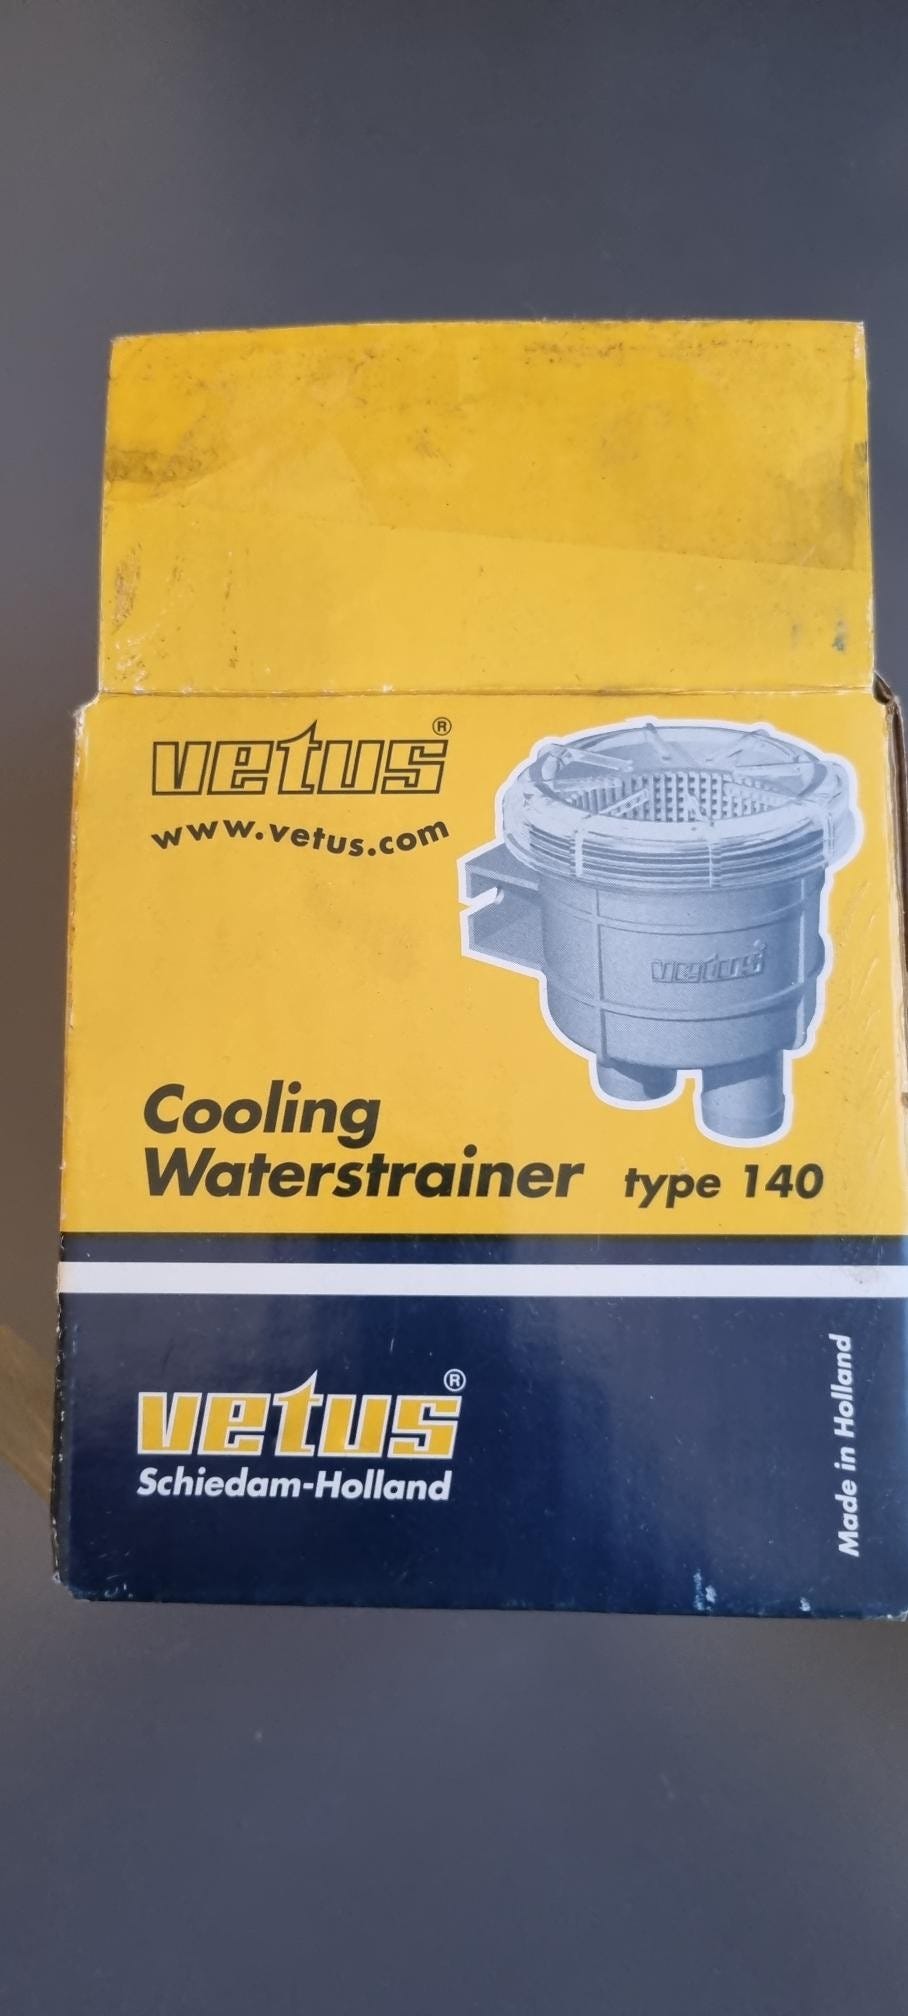 vetus®
www.vetus.com
vetus
Cooling
Waterstrainer type 140
vetus®
Schiedam-Holland
Made in Holland